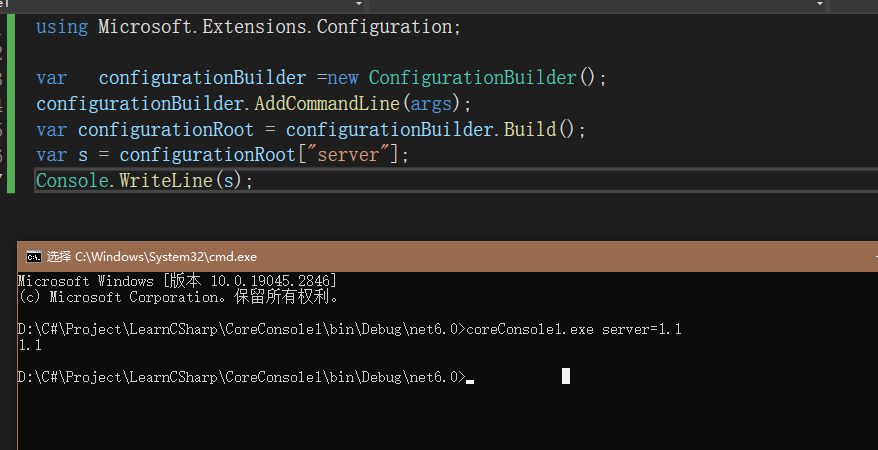 using Microsoft.Extensions.Configuration;
var   configurationBuilder =new ConfigurationBuilder();
configurationBuilder.AddCommandLine(args);
var configurationRoot = configurationBuilder.Build();
var s = configurationRoot["server"];
Console.WriteLine(s);
选择 C:\Windows\System32\cmd.exe
Microsoft Windows [版本 10.0.19045.2846]
(c) Microsoft Corporation。保留所有权利。
D:\C#\Project\LearnCSharp\CoreConsole1\bin\Debug\net6.0>coreConsole1.exe server=1.1
1.1
D:\C#\Project\LearnCSharp\CoreConsole1\bin\Debug\net6.0>